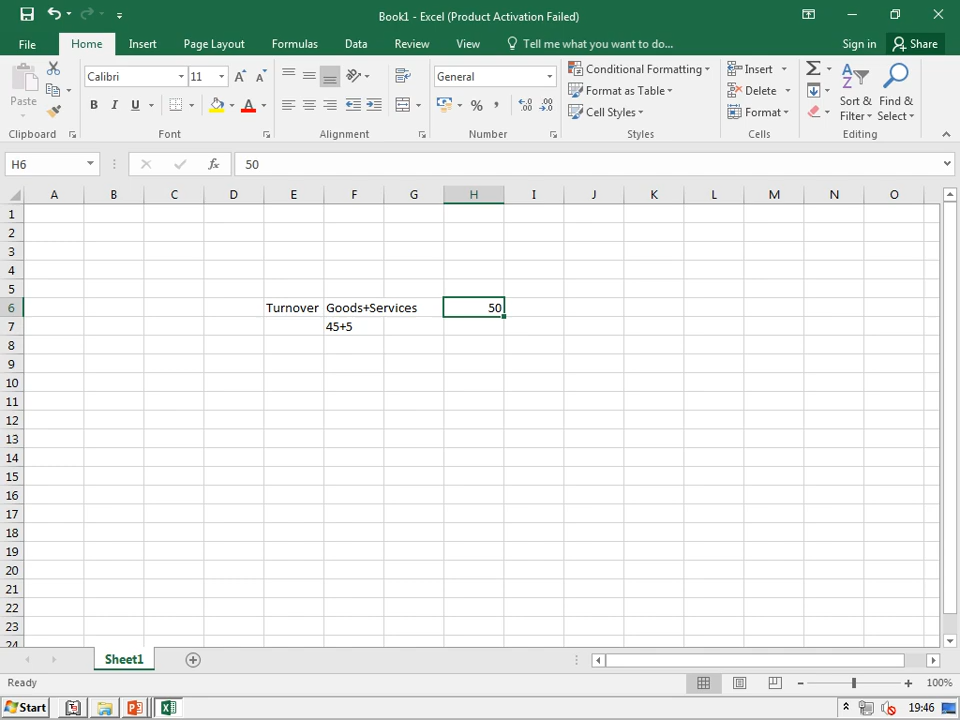 Book1 - Excel (Product Activation Failed)
File Home Insert Page Layout Formulas Data Review View Tell me what you want to do... Sign in Share
Calibri 11 General
Paste
B I U A % ,
Conditional Formatting
Format as Table
Cell Styles
Insert
Delete
Format
Sort & Filter
Find & Select
Clipboard Font Alignment Number Styles Cells Editing
H6 fx 50
A B C D E F G H I J K L M N O
1
2
3
4
5
6 Turnover Goods+Services 50
7 45+5
8
9
10
11
12
13
14
15
16
17
18
19
20
21
22
23
24
Sheet1
Ready 100%
Start 19:46